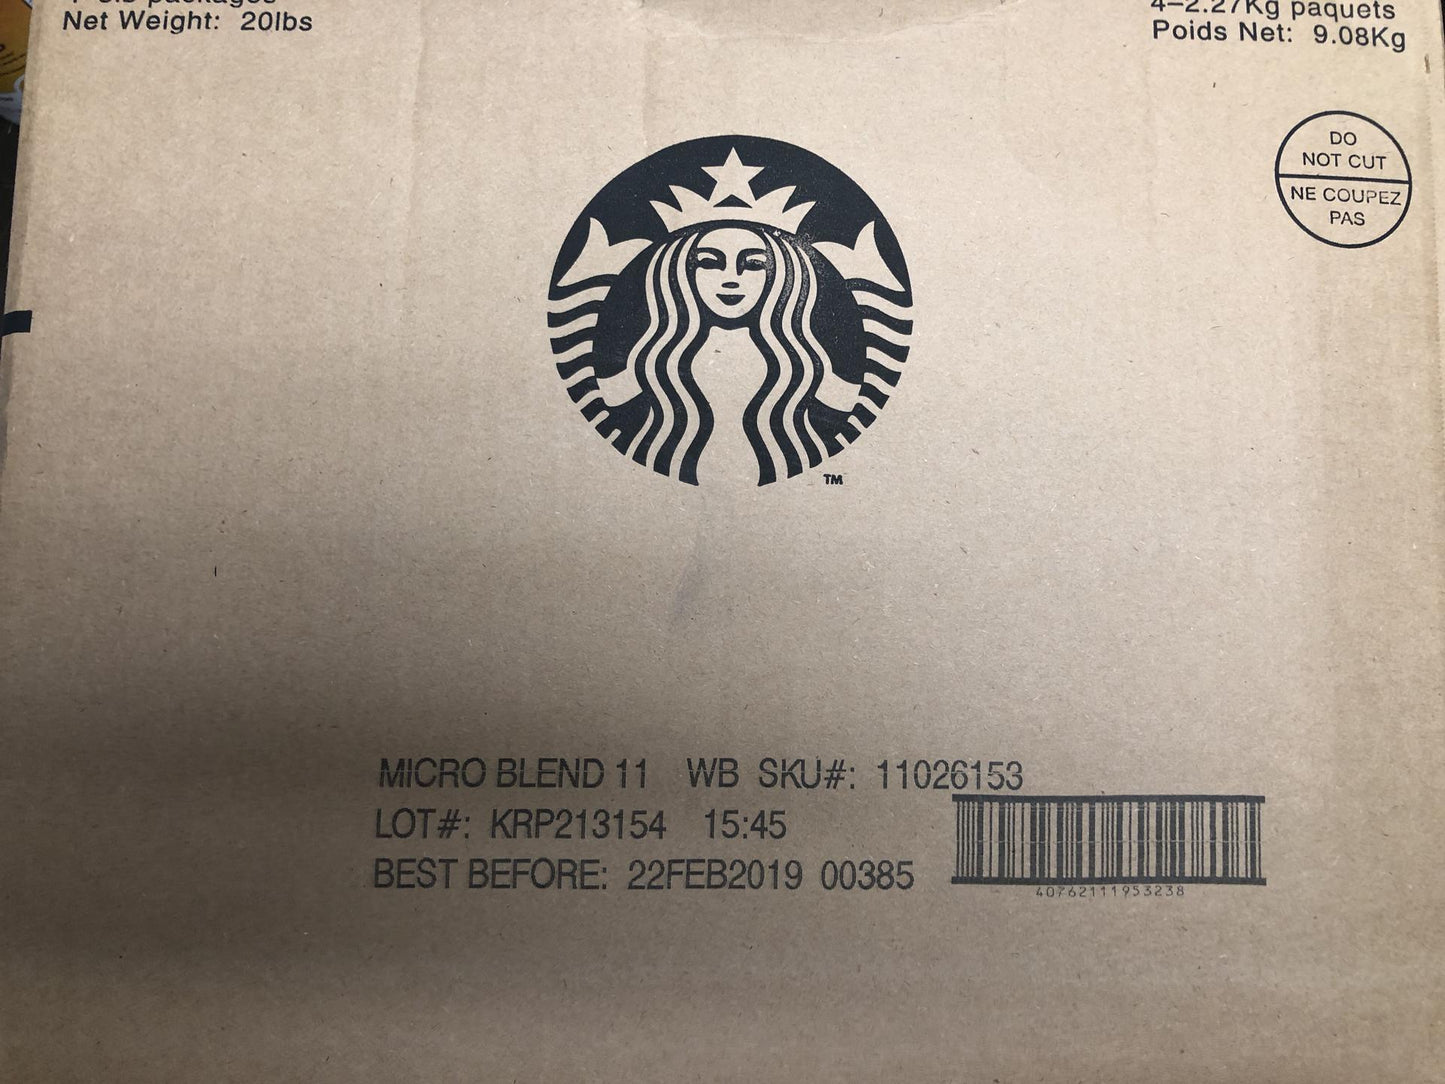 Net Weight: 20lbs
4-2.27Kg paquets
Poids Net: 9.08Kg
DO
NOT CUT
NE COUPEZ
PAS
TM
MICRO BLEND 11 WB SKU#: 11026153
LOT#: KRP213154 15:45
BEST BEFORE: 22FEB2019 00385
40762111953238